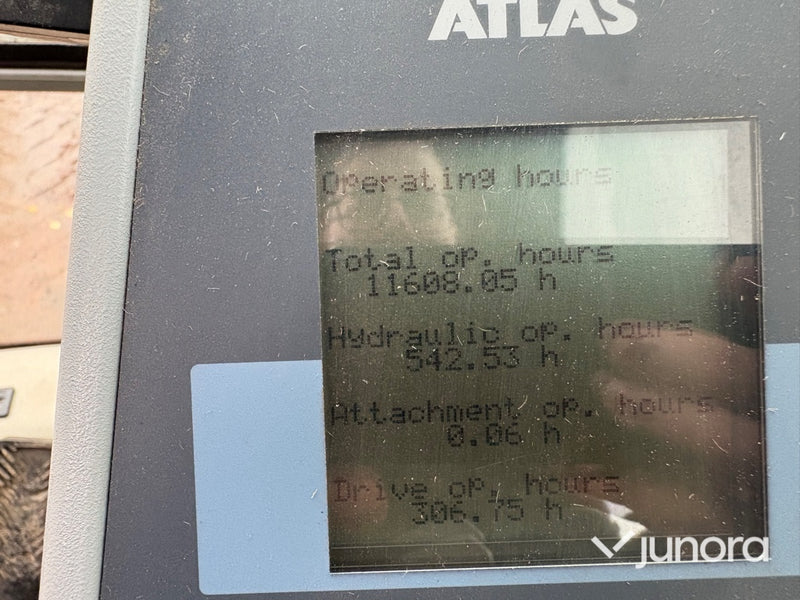 ATLAS
Operating hours
Total op. hours
11608.05 h
Hydraulic op. hours
542.53 h
Attachment op. hours
0.06 h
Drive op. hours
306.75 h
junora